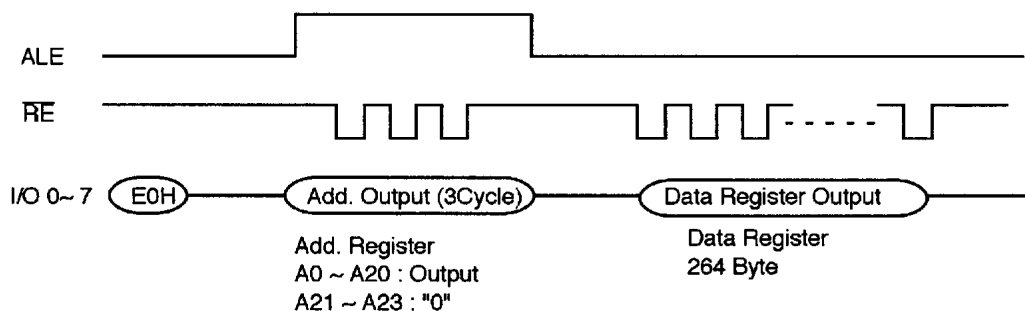 ALE
RE
I/O 0~ 7 E0H Add. Output (3Cycle) Data Register Output
Add. Register
A0 ~ A20 : Output
A21 ~ A23 : "0"
Data Register
264 Byte